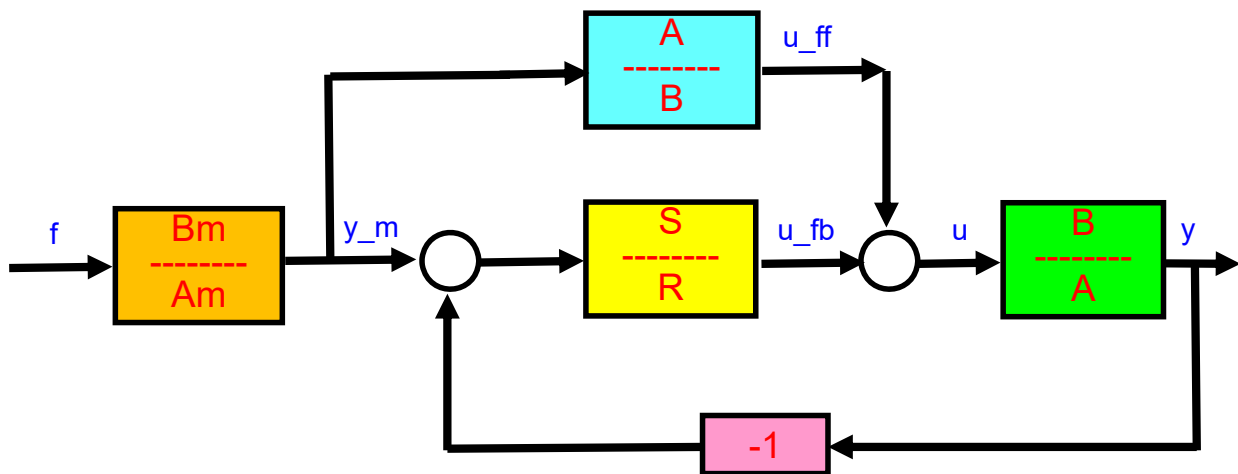 A
--------
B
u_ff
f
Bm
--------
Am
y_m
S
--------
R
u_fb
u
B
--------
A
y
-1